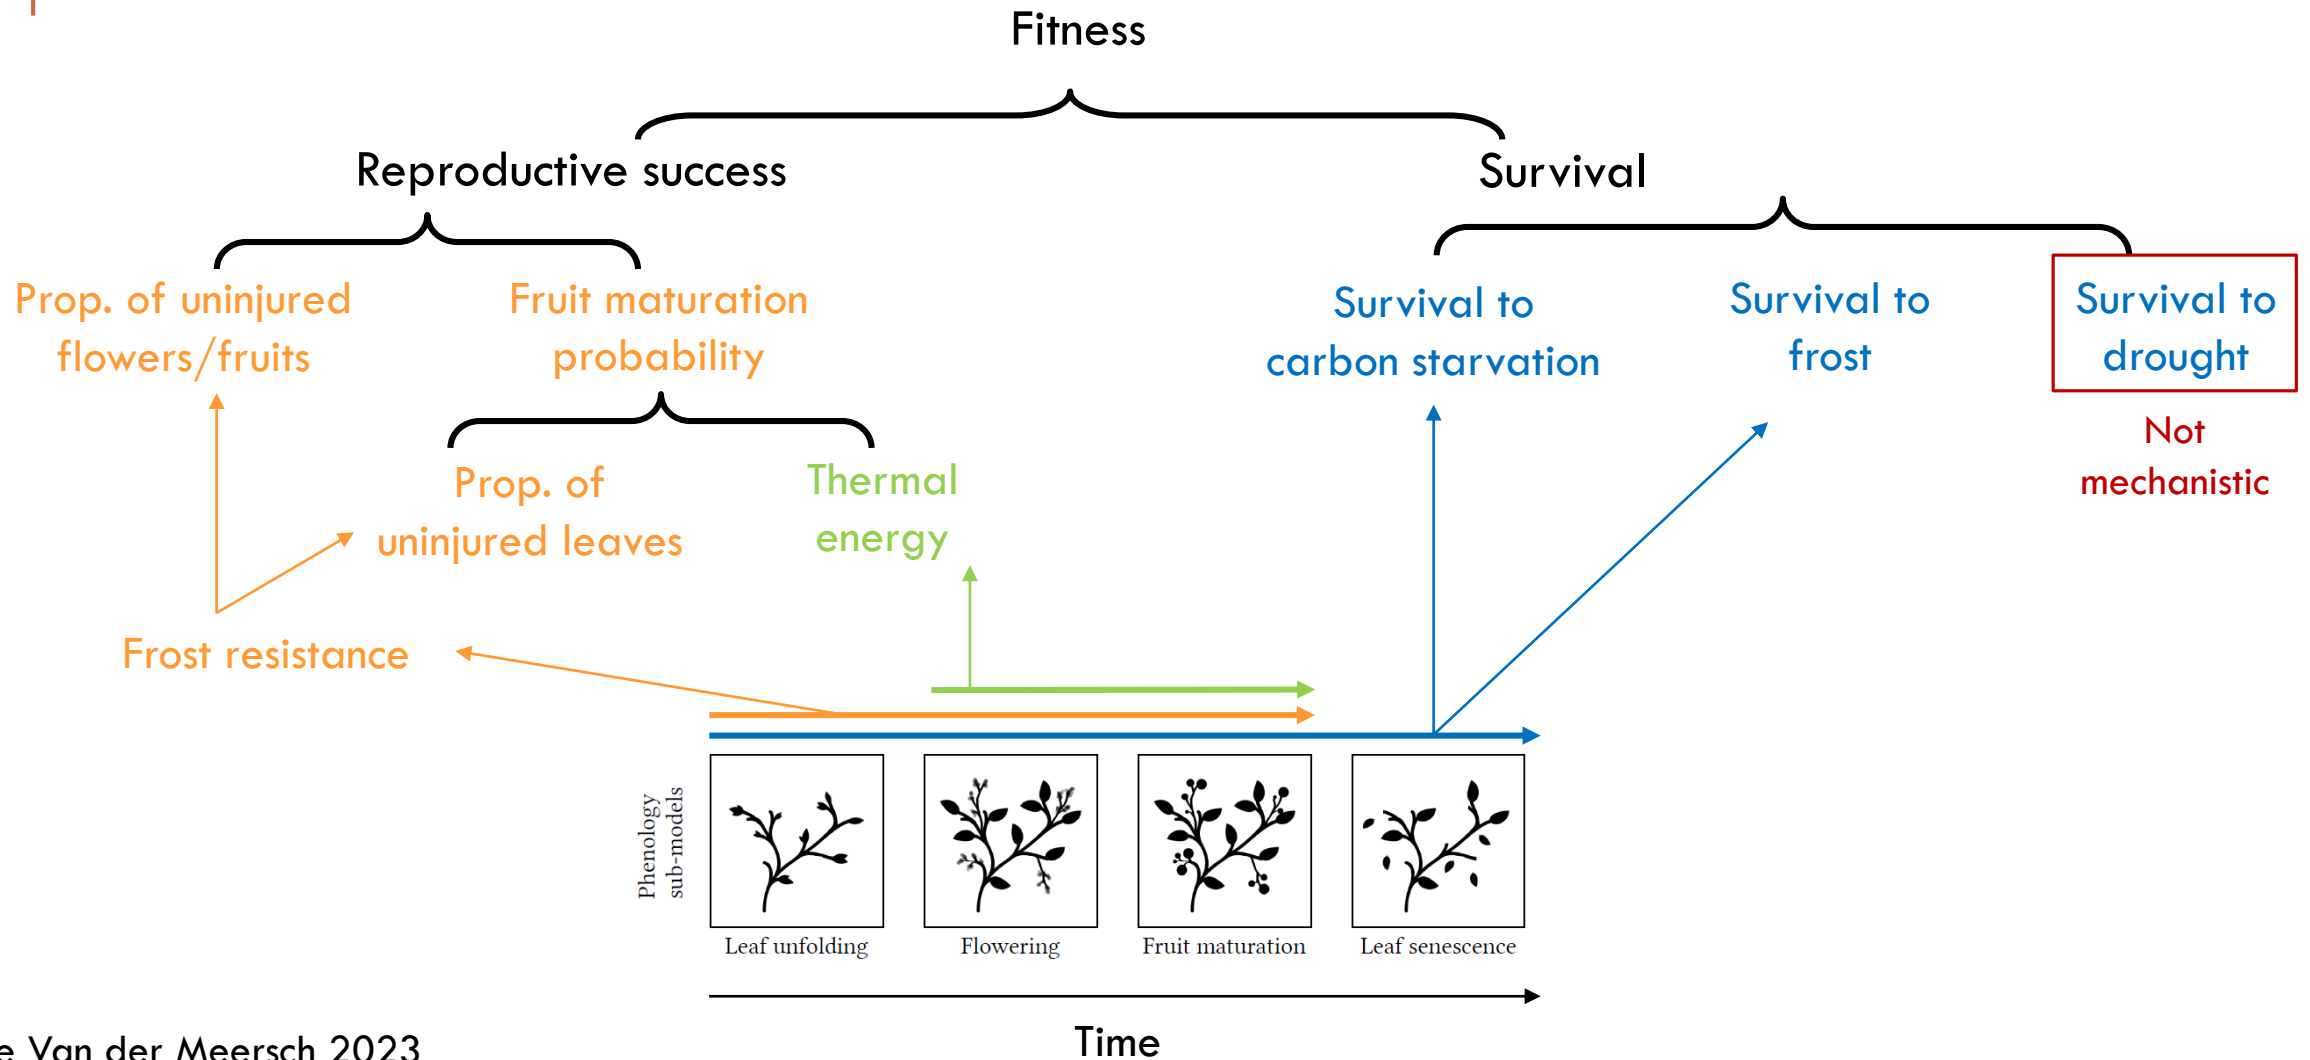 Fitness
Reproductive success
Survival
Prop. of uninjured
flowers/fruits
Fruit maturation
probability
Survival to
carbon starvation
Survival to
frost
Survival to
drought
Not
mechanistic
Prop. of
uninjured leaves
Thermal
energy
Frost resistance
Phenology
sub-models
Leaf unfolding
Flowering
Fruit maturation
Leaf senescence
Time
e Van der Meersch 2023